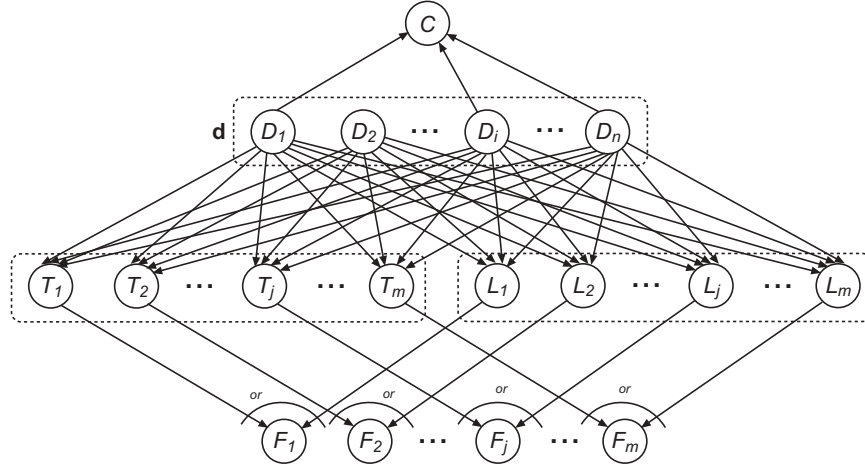 C
d D1 D2 ... Di ... Dn
T1 T2 ... Tj ... Tm L1 L2 ... Lj ... Lm
or or or or
F1 F2 ... Fj ... Fm